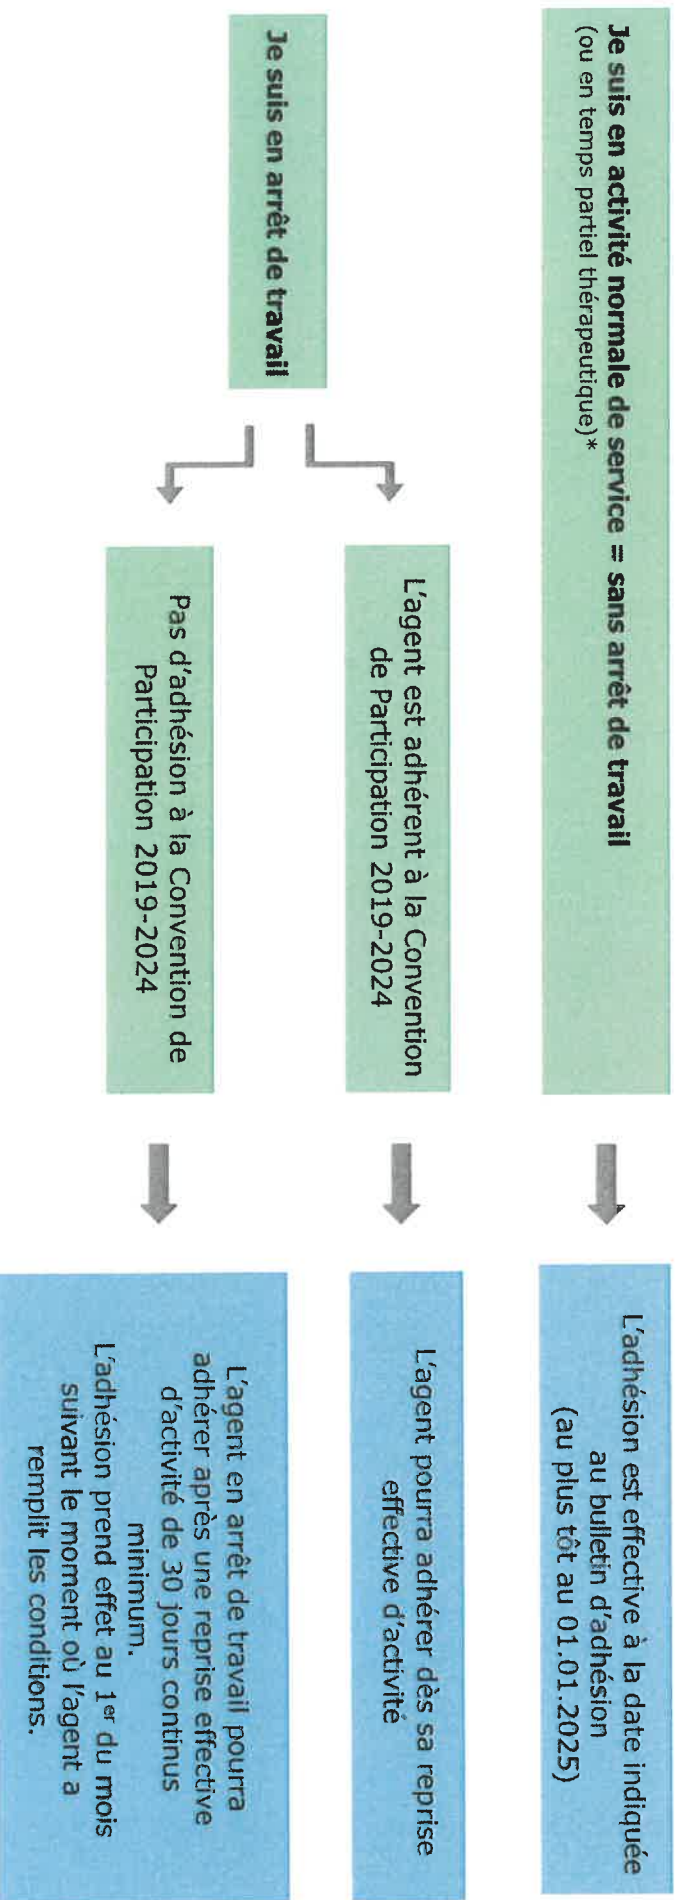 Je suis en activité normale de service = sans arrêt de travail
(ou en temps partiel thérapeutique)*
L'adhésion est effective à la date indiquée
au bulletin d'adhésion
(au plus tôt au 01.01.2025)
Je suis en arrêt de travail
L'agent est adhérent à la Convention
de Participation 2019-2024
L'agent pourra adhérer dès sa reprise
effective d'activité
Pas d'adhésion à la Convention de
Participation 2019-2024
L'agent en arrêt de travail pourra
adhérer après une reprise effective
d'activité de 30 jours continus
minimum.
L'adhésion prend effet au 1er du mois
suivant le moment où l'agent a
remplit les conditions.